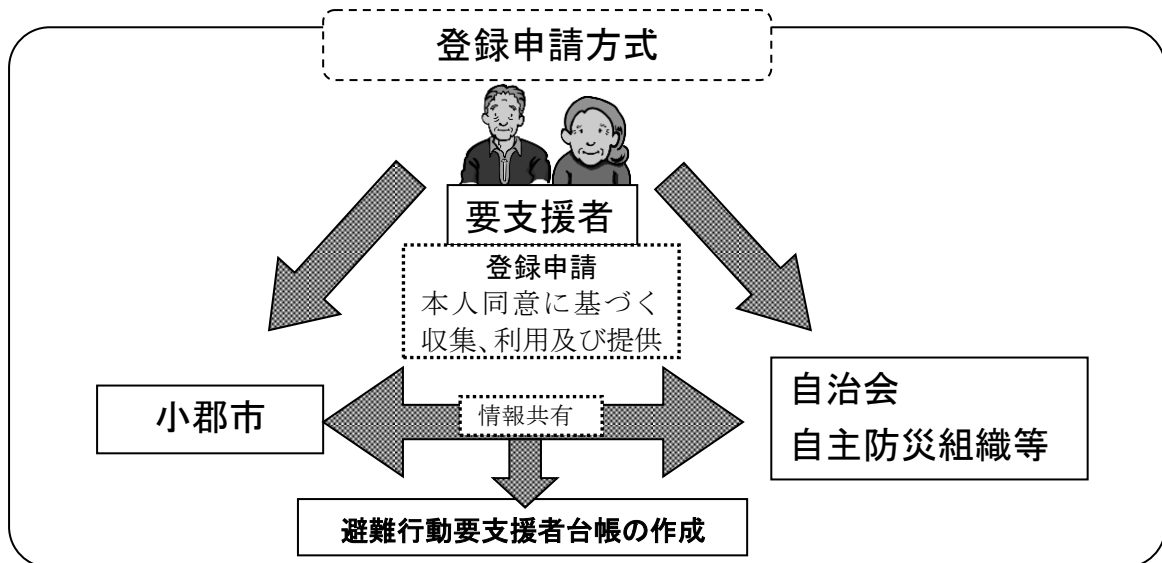 登録申請方式
要支援者
登録申請
本人同意に基づく
収集、利用及び提供
小郡市
情報共有
自治会
自主防災組織等
避難行動要支援者台帳の作成